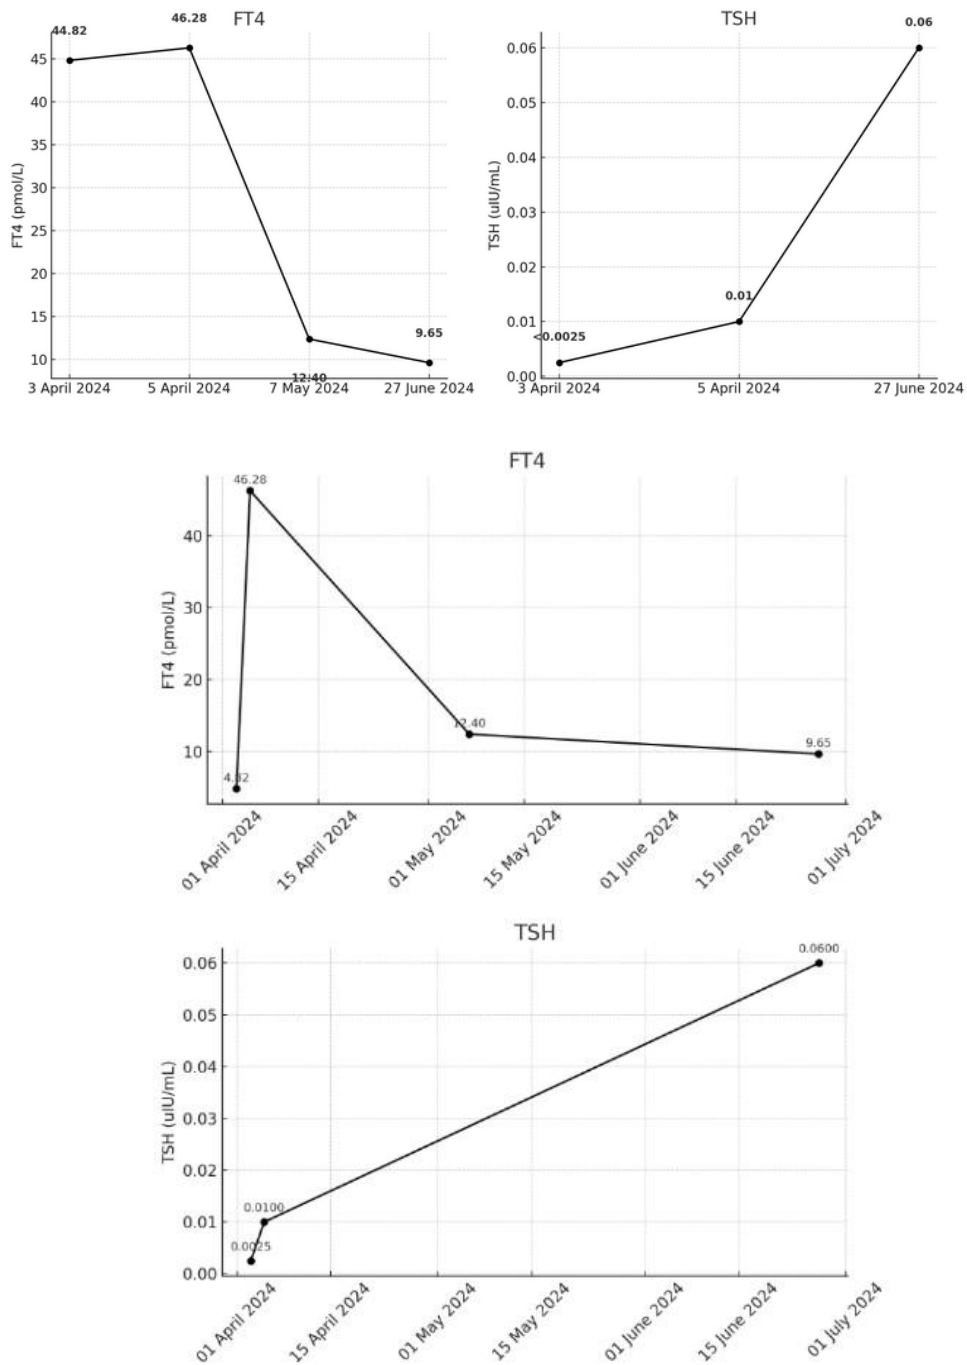 FT4
44.82
46.28
12.40
9.65
45
40
35
30
25
20
15
10
FT4 (pmol/L)
3 April 2024
5 April 2024
7 May 2024
27 June 2024
TSH
<0.0025
0.01
0.06
0.06
0.05
0.04
0.03
0.02
0.01
0.00
TSH (uIU/mL)
3 April 2024
5 April 2024
27 June 2024
FT4
46.28
4.82
12.40
9.65
40
30
20
10
FT4 (pmol/L)
01 April 2024
15 April 2024
01 May 2024
15 May 2024
01 June 2024
15 June 2024
01 July 2024
TSH
0.0600
0.0100
0.0025
0.06
0.05
0.04
0.03
0.02
0.01
0.00
TSH (uIU/mL)
01 April 2024
15 April 2024
01 May 2024
15 May 2024
01 June 2024
15 June 2024
01 July 2024